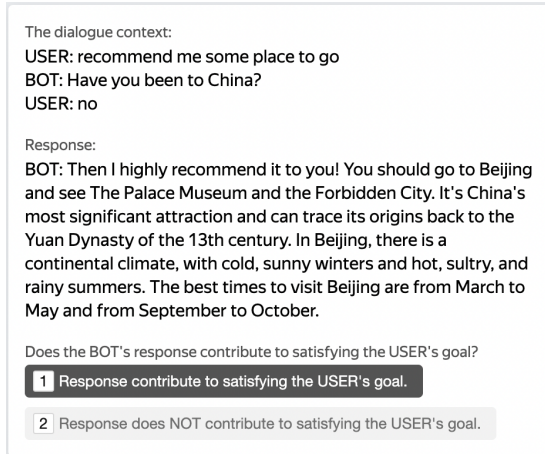 The dialogue context:
USER: recommend me some place to go
BOT: Have you been to China?
USER: no
Response:
BOT: Then I highly recommend it to you! You should go to Beijing
and see The Palace Museum and the Forbidden City. It's China's
most significant attraction and can trace its origins back to the
Yuan Dynasty of the 13th century. In Beijing, there is a
continental climate, with cold, sunny winters and hot, sultry, and
rainy summers. The best times to visit Beijing are from March to
May and from September to October.
Does the BOT's response contribute to satisfying the USER's goal?
1 Response contribute to satisfying the USER's goal.
2 Response does NOT contribute to satisfying the USER's goal.